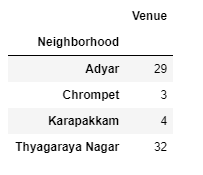 Venue
Neighborhood
Adyar 29
Chrompet 3
Karapakkam 4
Thyagaraya Nagar 32